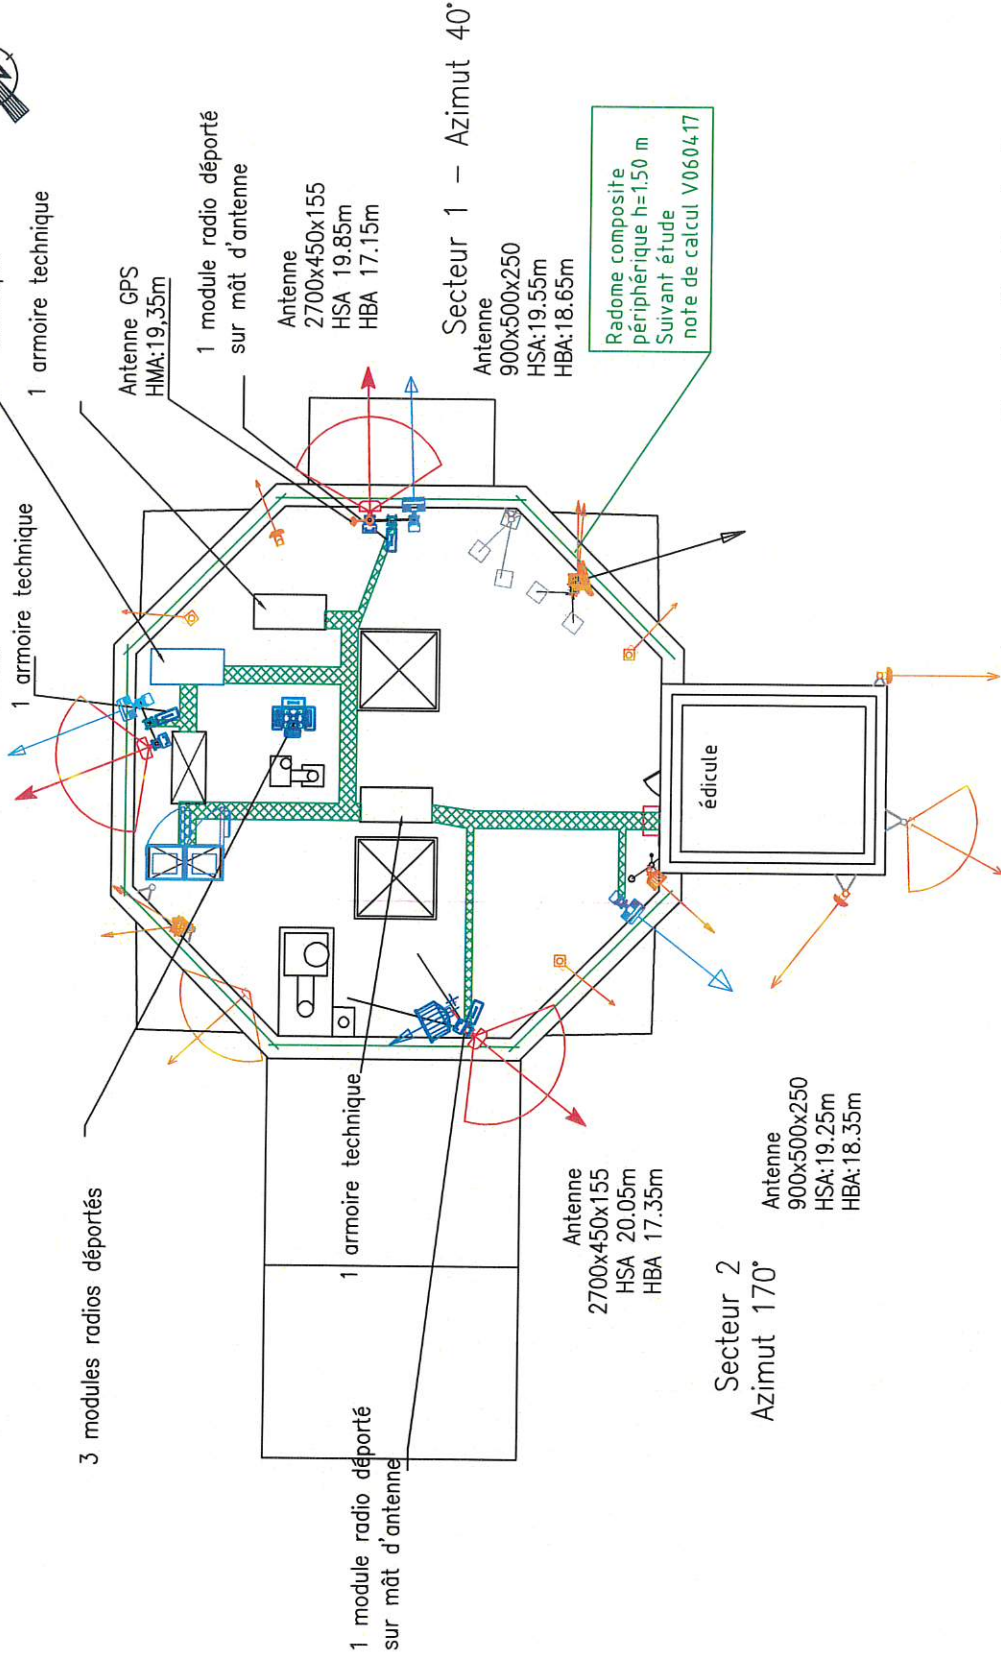 1 armoire technique
1 armoire technique
Antenne GPS
HMA:19,35m
1 module radio déporté
sur mât d'antenne
Antenne
2700x450x155
HSA 19.85m
HBA 17.15m
Secteur 1 – Azimut 40°
Antenne
900x500x250
HSA:19.55m
HBA:18.65m
Radome composite
périphérique h=1.50 m
Suivant étude
note de calcul V060417
3 modules radios déportés
édicule
1 armoire technique
1 module radio déporté
sur mât d'antenne
Antenne
2700x450x155
HSA 20.05m
HBA 17.35m
Secteur 2
Azimut 170°
Antenne
900x500x250
HSA:19.25m
HBA:18.35m